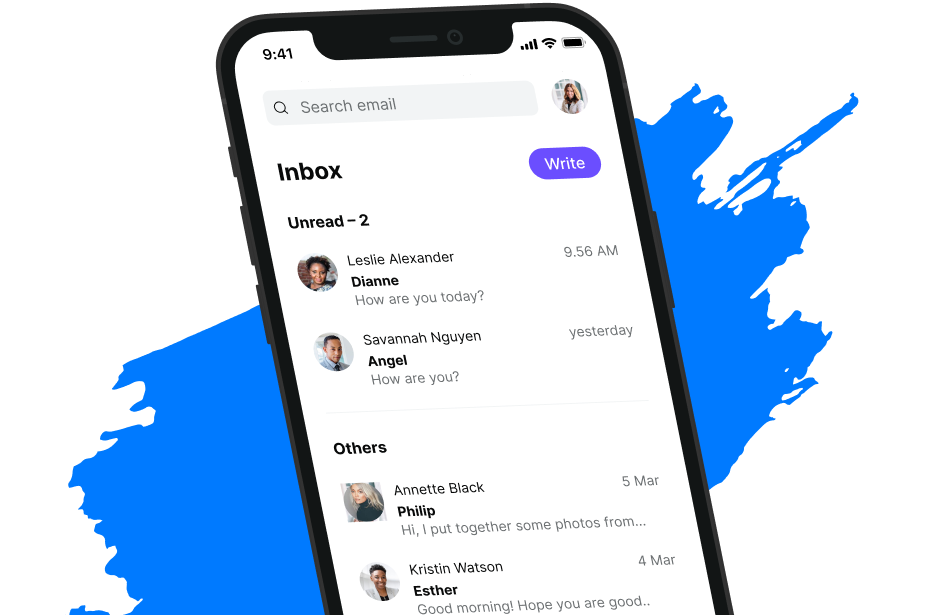 9:41
Search email
Inbox
Write
Unread – 2
Leslie Alexander
9.56 AM
Dianne
How are you today?
Savannah Nguyen
yesterday
Angel
How are you?
Others
Annette Black
5 Mar
Philip
Hi, I put together some photos from...
Kristin Watson
4 Mar
Esther
Good morning! Hope you are good..